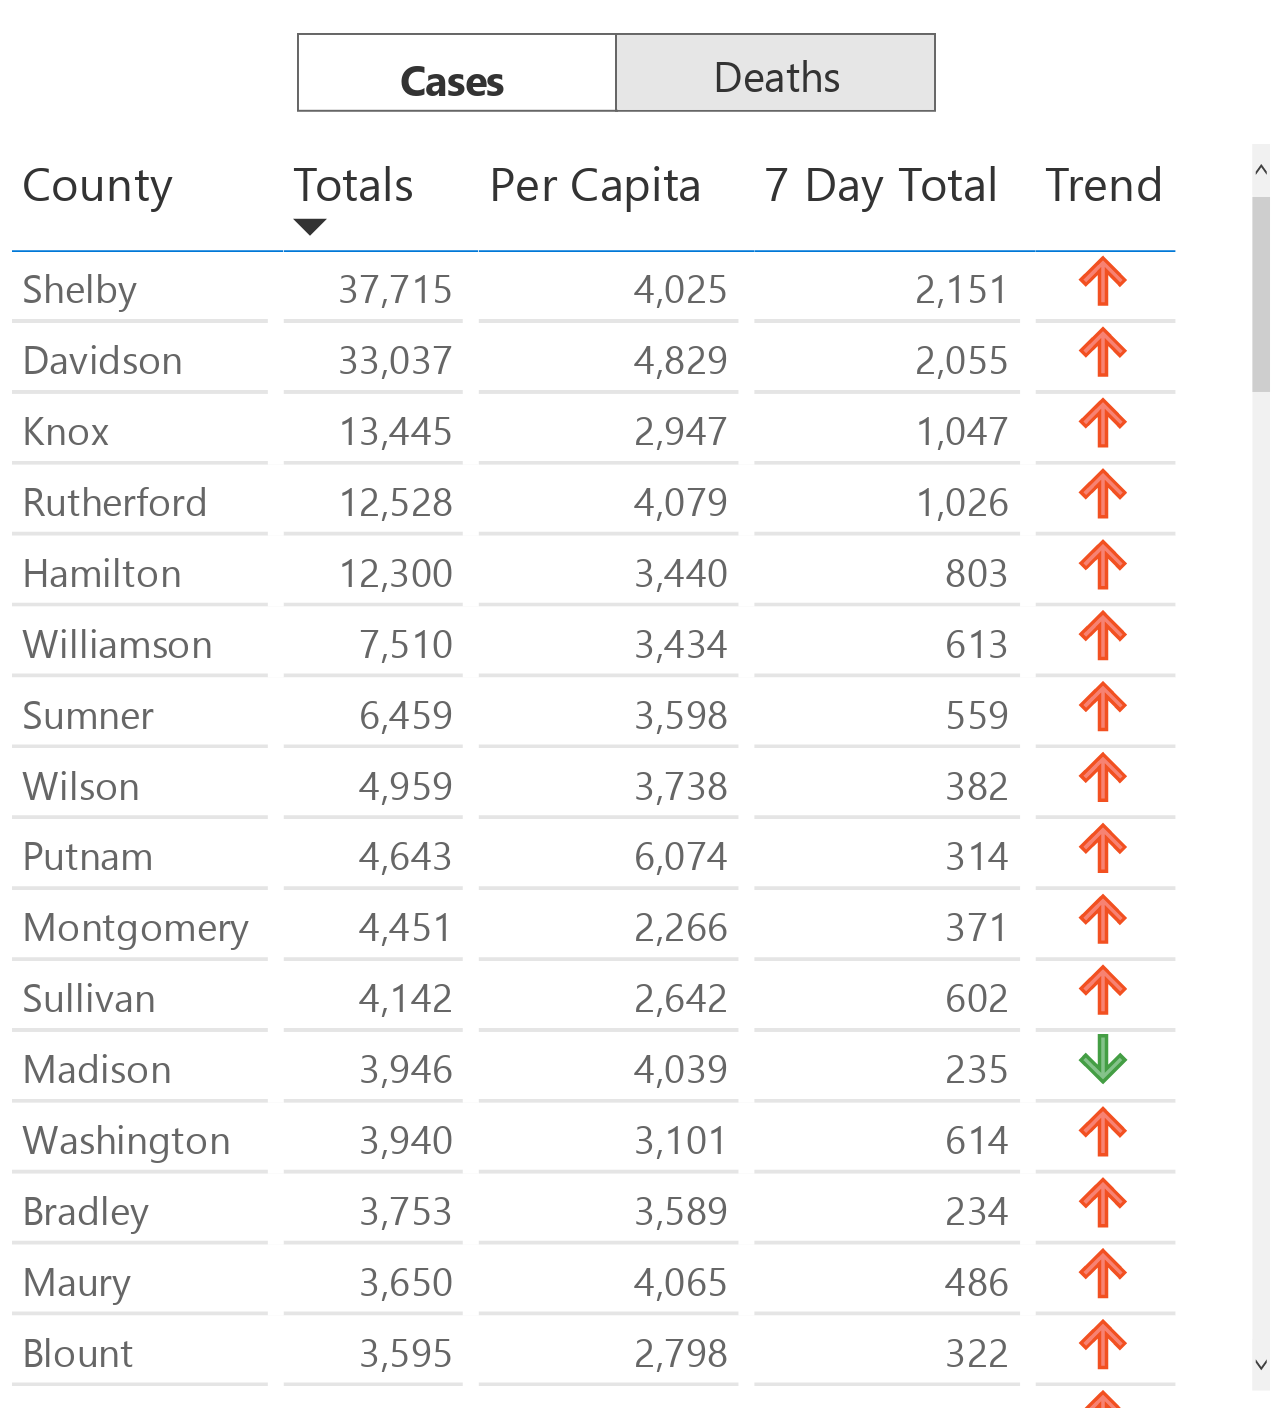 Cases Deaths
County Totals Per Capita 7 Day Total Trend
Shelby 37,715 4,025 2,151
Davidson 33,037 4,829 2,055
Knox 13,445 2,947 1,047
Rutherford 12,528 4,079 1,026
Hamilton 12,300 3,440 803
Williamson 7,510 3,434 613
Sumner 6,459 3,598 559
Wilson 4,959 3,738 382
Putnam 4,643 6,074 314
Montgomery 4,451 2,266 371
Sullivan 4,142 2,642 602
Madison 3,946 4,039 235
Washington 3,940 3,101 614
Bradley 3,753 3,589 234
Maury 3,650 4,065 486
Blount 3,595 2,798 322